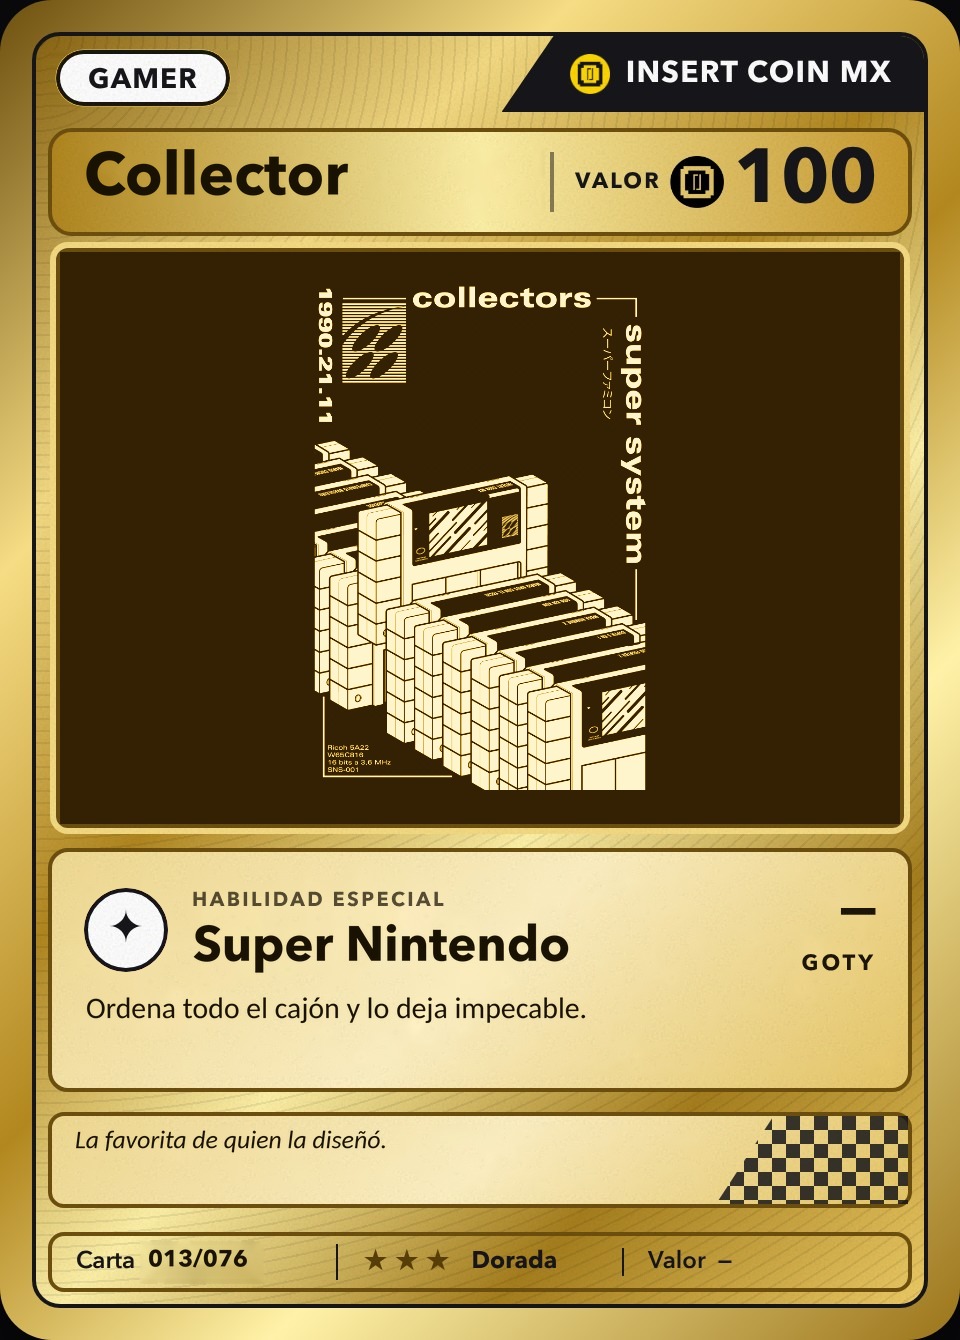 GAMER
INSERT COIN MX
Collector
VALOR 100
collectors
1990.21.11
super system
スーパーファミコン
Ricoh 5A22
W65C816
16 bits a 3.6 MHz
SNS-001
HABILIDAD ESPECIAL
Super Nintendo
–
GOTY
Ordena todo el cajón y lo deja impecable.
La favorita de quien la diseñó.
Carta 013/076
★★★ Dorada
Valor –